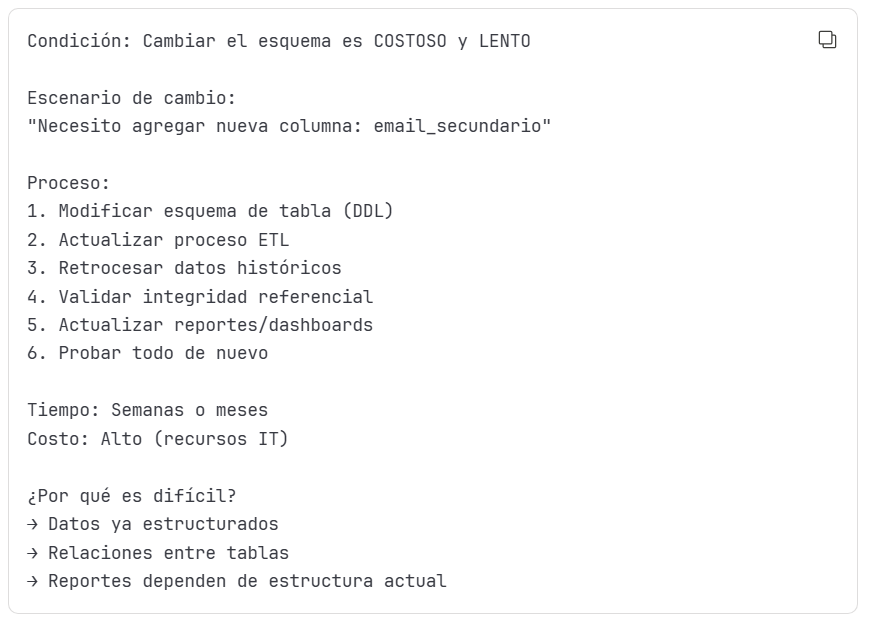 Condición: Cambiar el esquema es COSTOSO y LENTO
Escenario de cambio:
"Necesito agregar nueva columna: email_secundario"
Proceso:
1. Modificar esquema de tabla (DDL)
2. Actualizar proceso ETL
3. Retrocesar datos históricos
4. Validar integridad referencial
5. Actualizar reportes/dashboards
6. Probar todo de nuevo
Tiempo: Semanas o meses
Costo: Alto (recursos IT)
¿Por qué es difícil?
→ Datos ya estructurados
→ Relaciones entre tablas
→ Reportes dependen de estructura actual